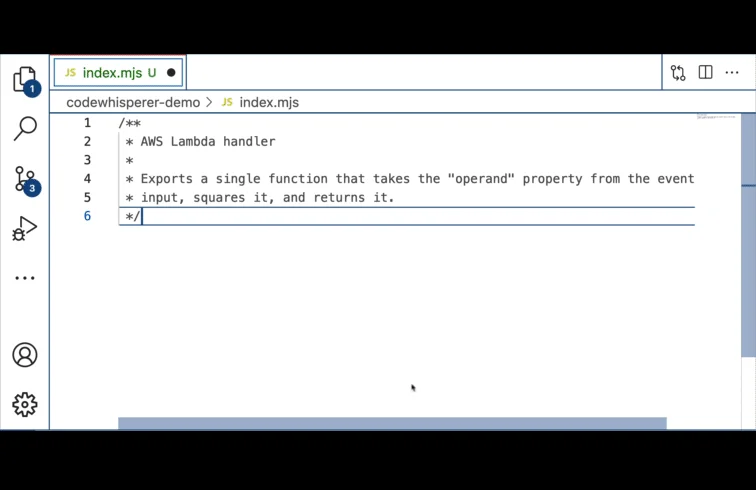 JS index.mjs U
1
codewhisperer-demo > JS index.mjs
1 /**
2 * AWS Lambda handler
3 *
4 * Exports a single function that takes the "operand" property from the event
5 * input, squares it, and returns it.
6 */
3